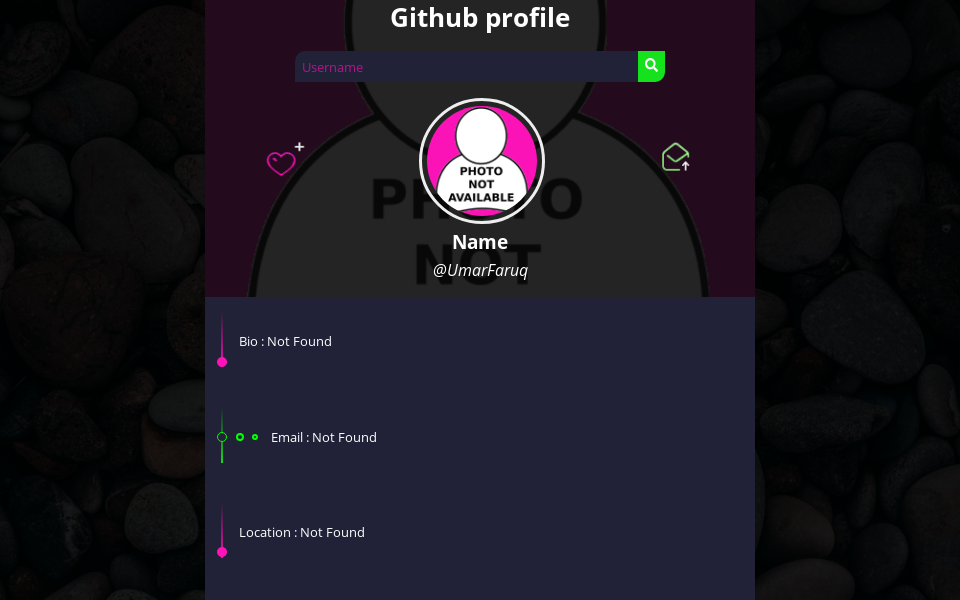 Github profile
Username
PHOTO
NOT
PHOTO
NOT
AVAILABLE
Name
@UmarFaruq
Bio : Not Found
Email : Not Found
Location : Not Found